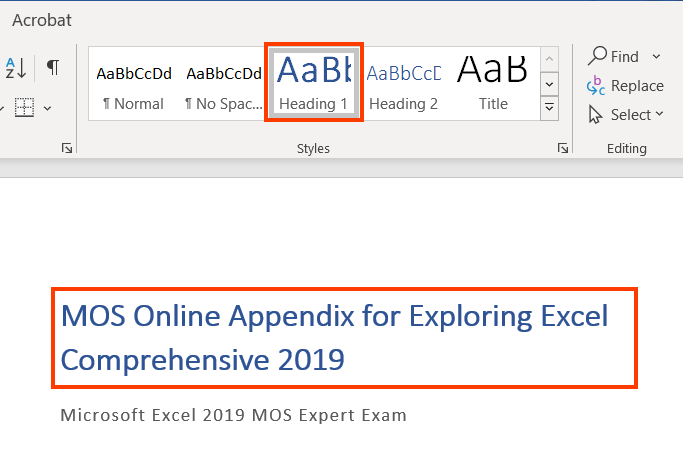 Acrobat
A
Z
¶
AaBbCcDd
AaBbCcDd
AaBb
AaBbCcD
AaB
¶ Normal
¶ No Spac...
Heading 1
Heading 2
Title
Find
Replace
Select
Styles
Editing
MOS Online Appendix for Exploring Excel
Comprehensive 2019
Microsoft Excel 2019 MOS Expert Exam